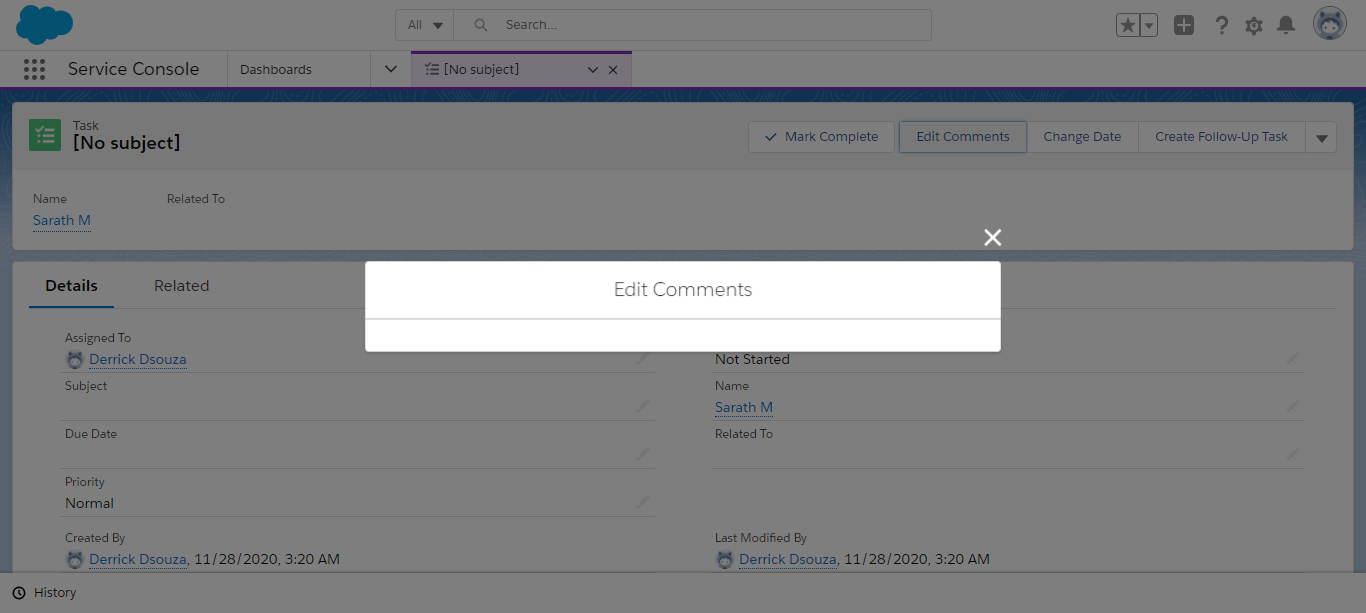 All
Search...
Service Console
Dashboards
[No subject]
Task
[No subject]
Mark Complete
Edit Comments
Change Date
Create Follow-Up Task
Name
Related To
Sarath M
Edit Comments
Details
Related
Assigned To
Derrick Dsouza
Not Started
Subject
Name
Sarath M
Due Date
Related To
Priority
Normal
Created By
Last Modified By
Derrick Dsouza, 11/28/2020, 3:20 AM
Derrick Dsouza, 11/28/2020, 3:20 AM
History